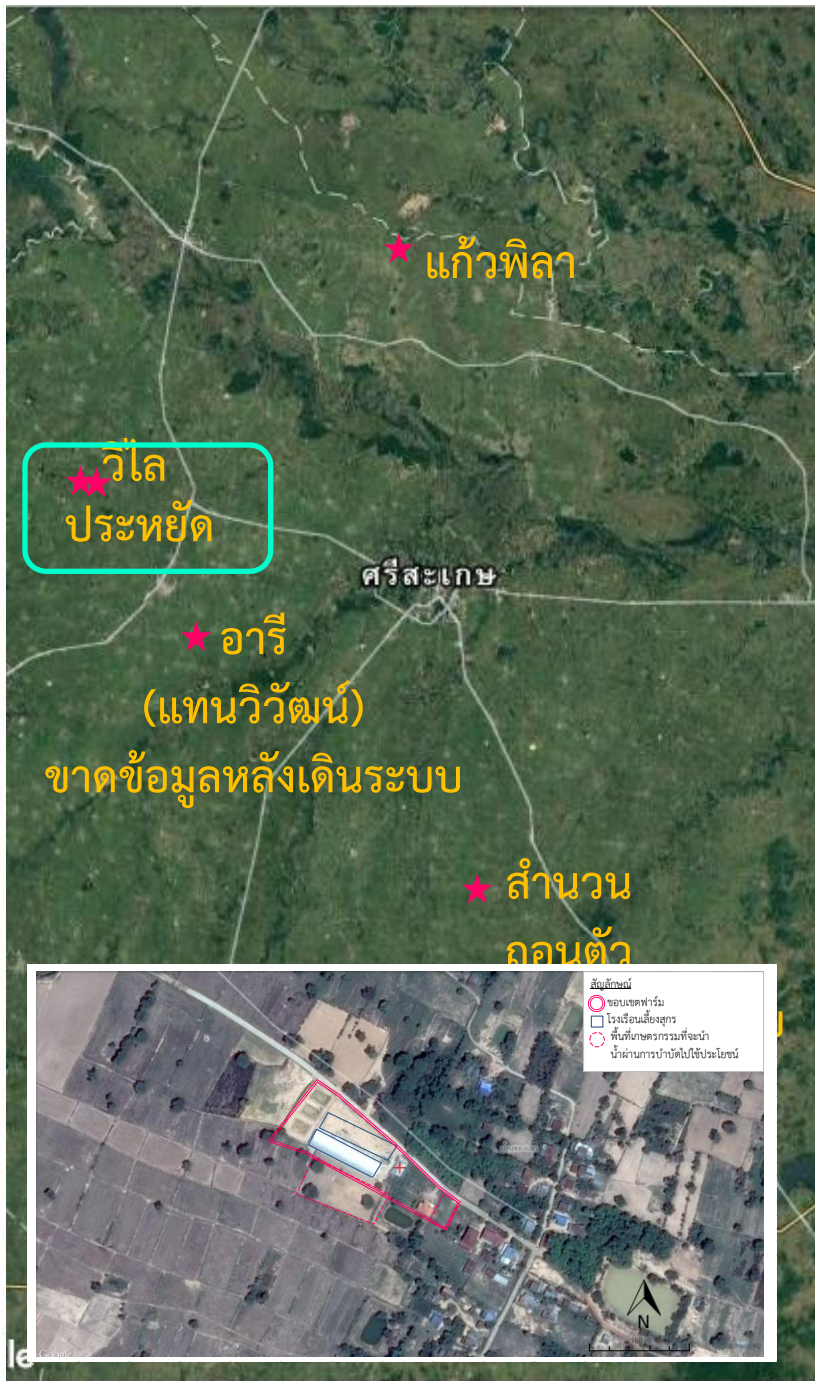 แก้วพิลา
วิไล
ประหยัด
ศรีสะเกษ
อารี
(แทนวิวัฒน์)
ขาดข้อมูลหลังเดินระบบ
สำนวน
ถอนตัว
สัญลักษณ์
ขอบเขตฟาร์ม
โรงเรือนเลี้ยงสุกร
พื้นที่เกษตรกรรมที่จะนำ
น้ำผ่านการบำบัดไปใช้ประโยชน์
N
le
Google